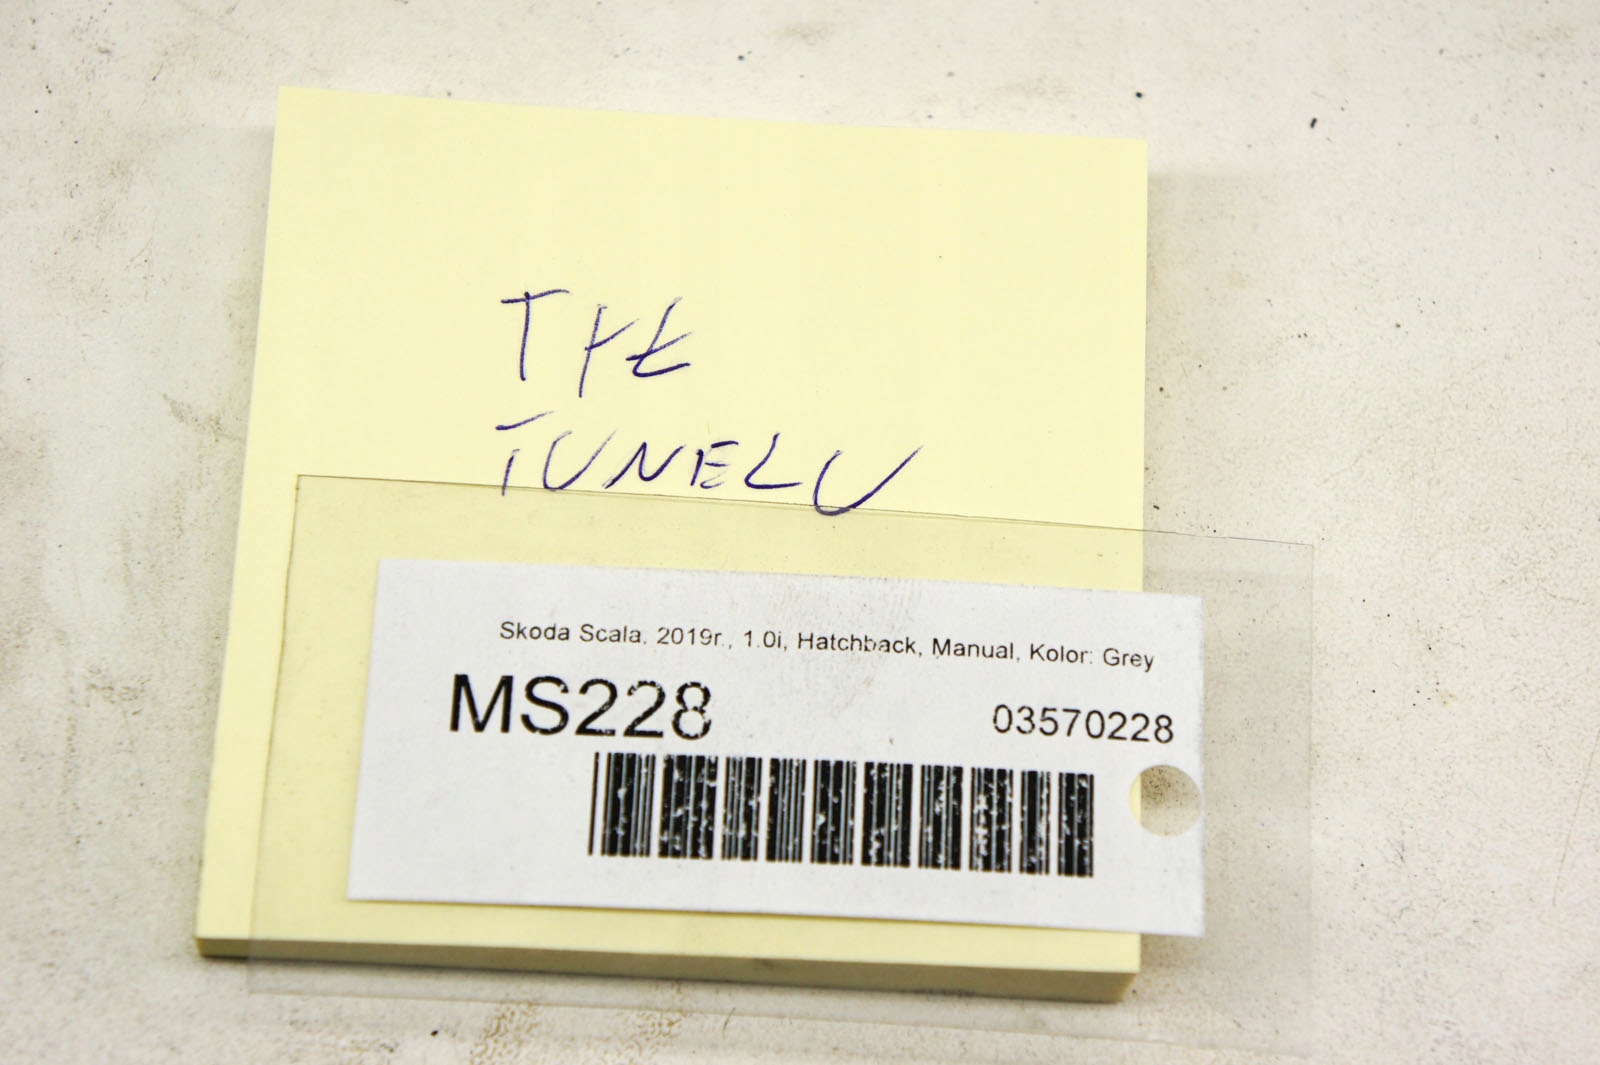 TYŁ
TUNELU
Skoda Scala, 2019r., 1.0i, Hatchback, Manual, Kolor: Grey
MS228
03570228